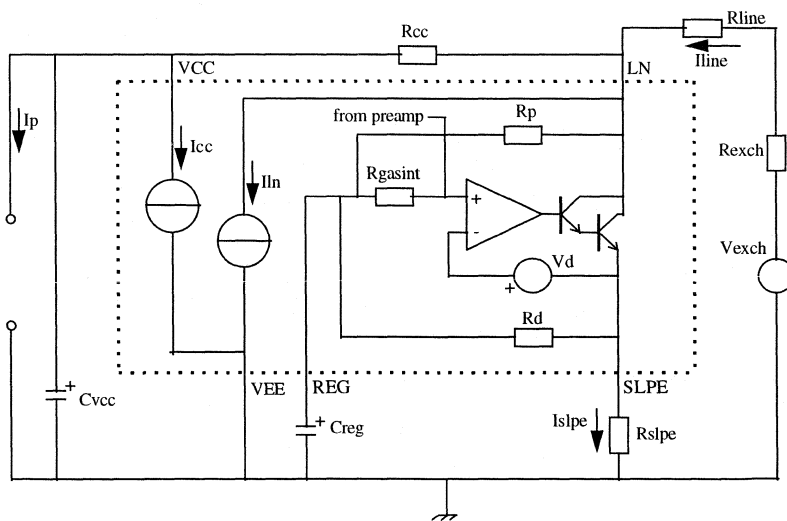 Rline
Rcc
Iline
VCC
LN
Ip
from preamp
Rp
Icc
Iln
Rgasint
Rexch
+
-
Vexch
Vd
+
Rd
VEE
REG
SLPE
+
Cvcc
+
Creg
Islpe
Rslpe